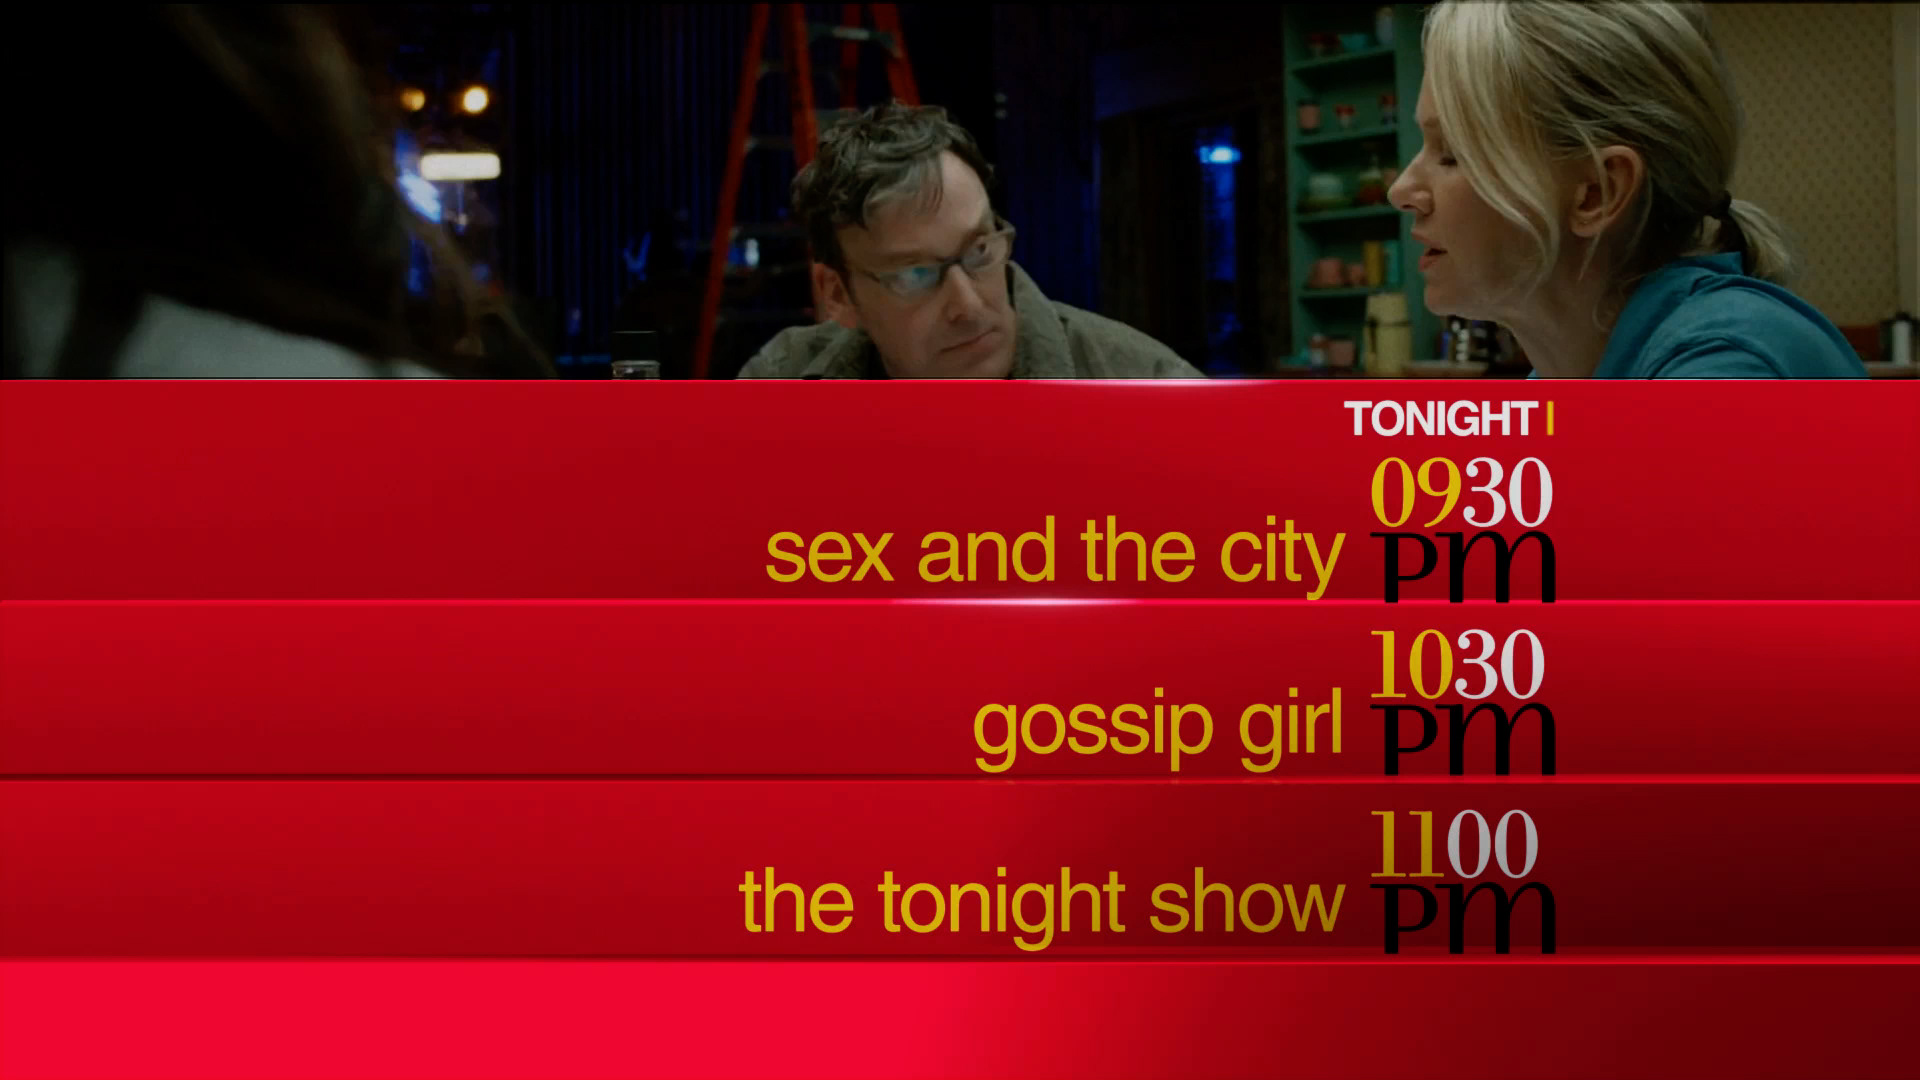 TONIGHT
0930
sex and the city PM
1030
gossip girl PM
1100
the tonight show PM